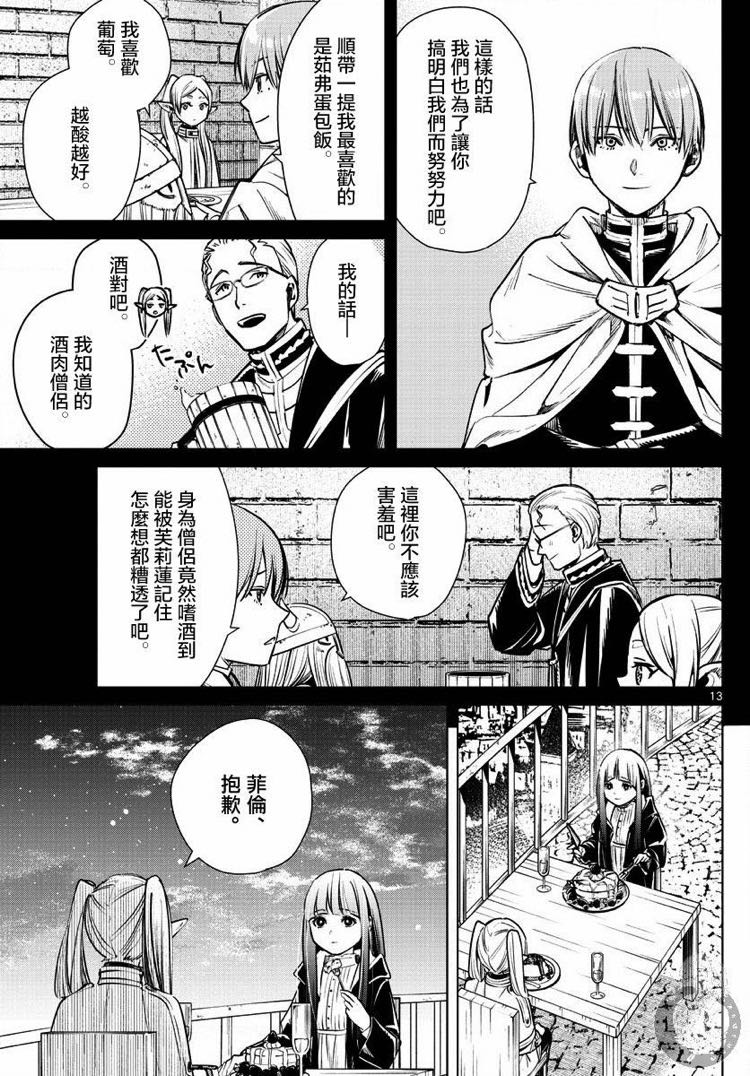 這樣的話
我們也為了讓你
搞明白我們而努努力吧。
順帶一提我最喜歡的
是茹弗蛋包飯。
我喜歡
葡萄。
越酸越好。
我的話—
酒對吧。
我知道的
酒肉僧侶。
たぷん
這裡你不應該
害羞吧。
身為僧侶竟然嗜酒到
能被芙莉蓮記住
怎麼想都糟透了吧。
13
菲倫、
抱歉。